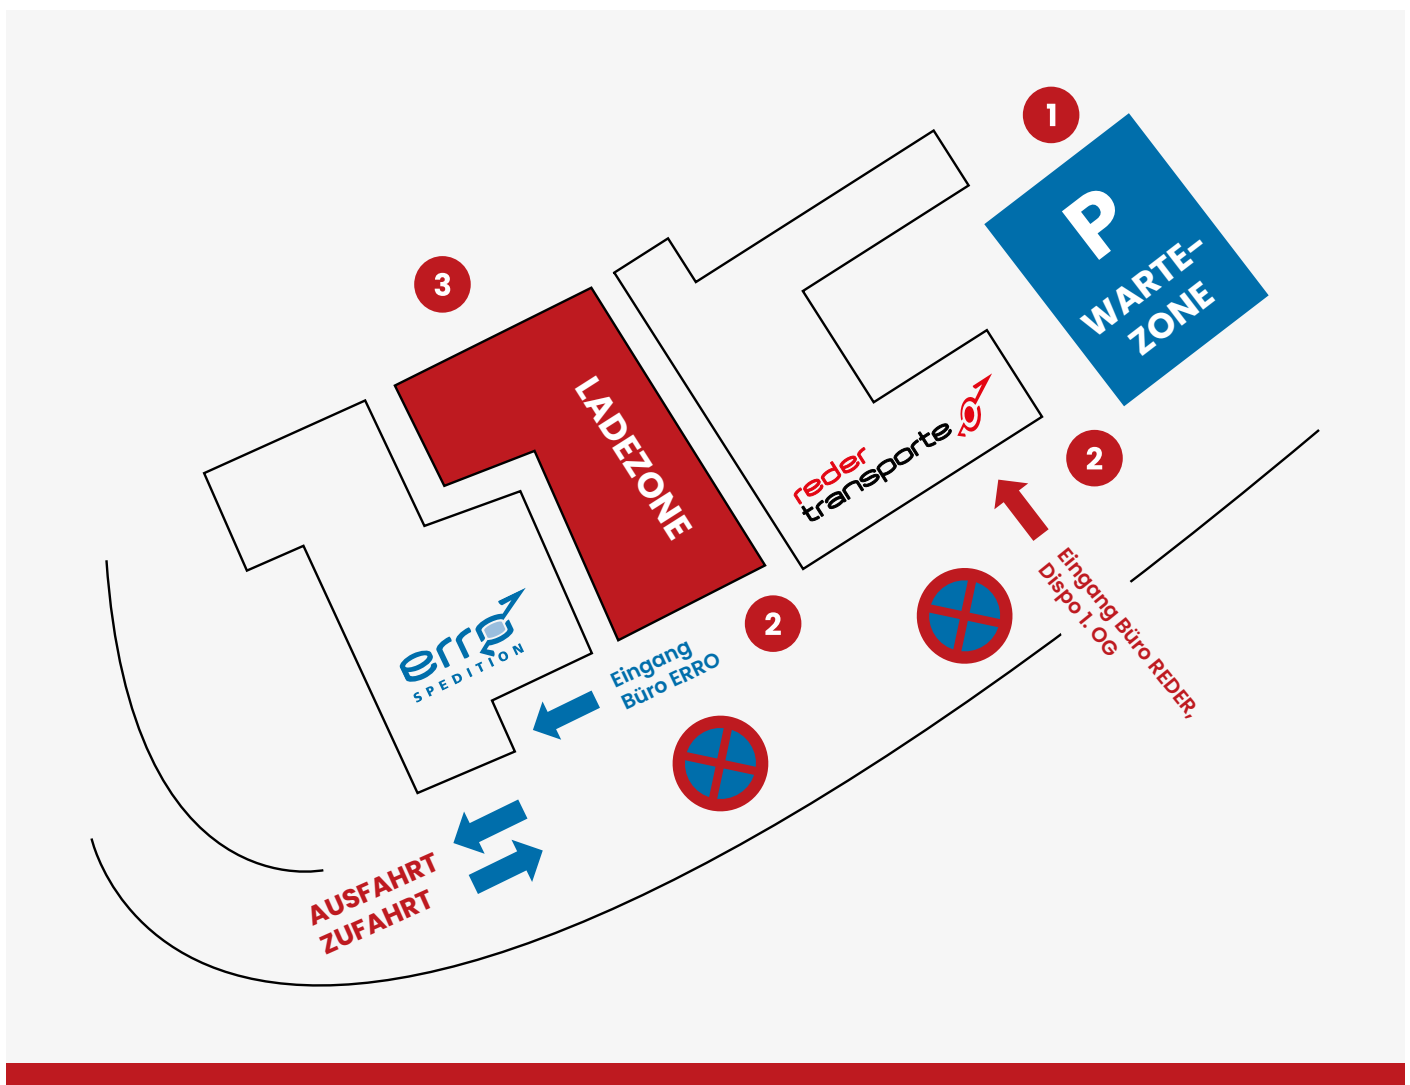 1
P
WARTE-
ZONE
3
LADEZONE
reder
transporte
2
Eingang Büro REDER,
Dispo 1. OG
erro
SPEDITION
2
Eingang
Büro ERRO
AUSFAHRT
ZUFAHRT